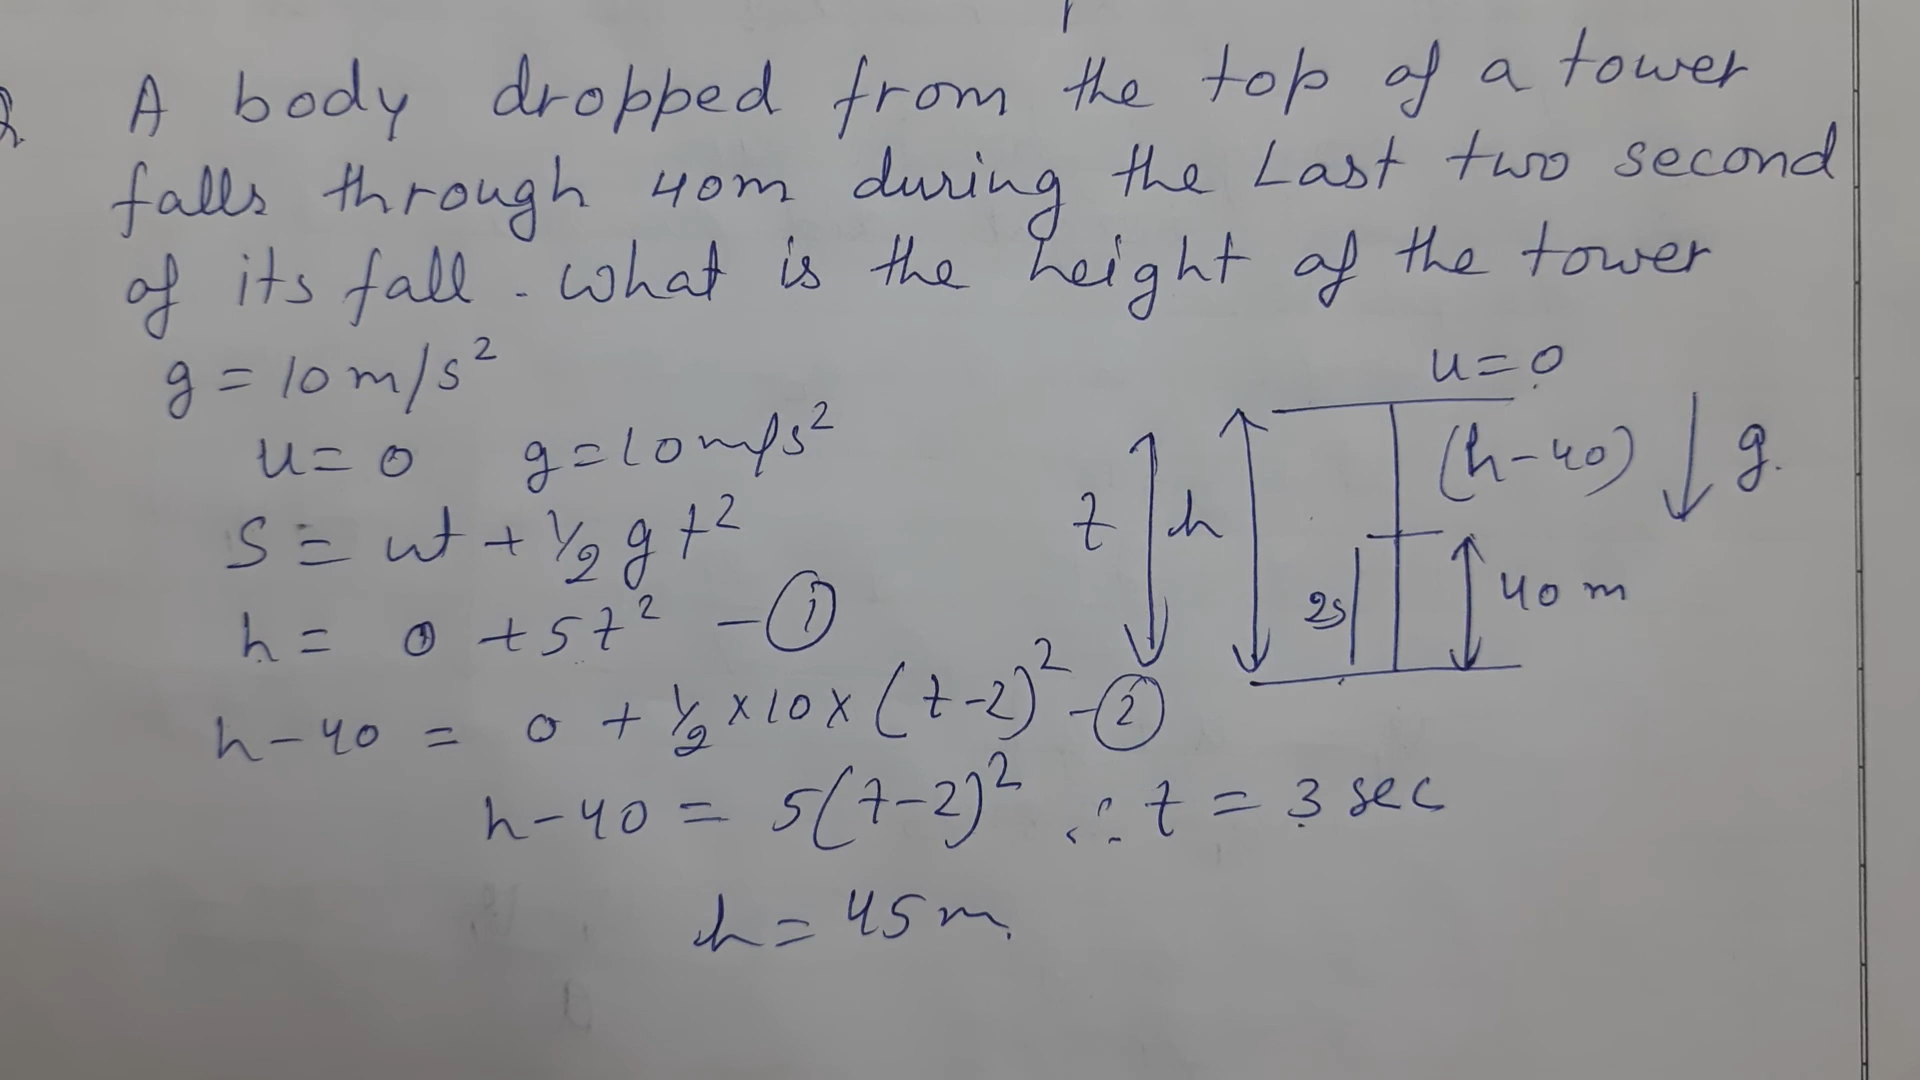 A body dropped from the top of a tower
falls through 40m during the Last two second
of its fall. What is the height of the tower
g = 10 m/s²
u = 0 g = 10 m/s²
S = ut + 1/2 g t²
h = 0 + 5t² - ①
h - 40 = 0 + 1/2 × 10 × (t-2)² - ②
h - 40 = 5(t-2)² ∴ t = 3 sec
h = 45 m.
u = 0
(h-40) g.
t h
2s 40 m